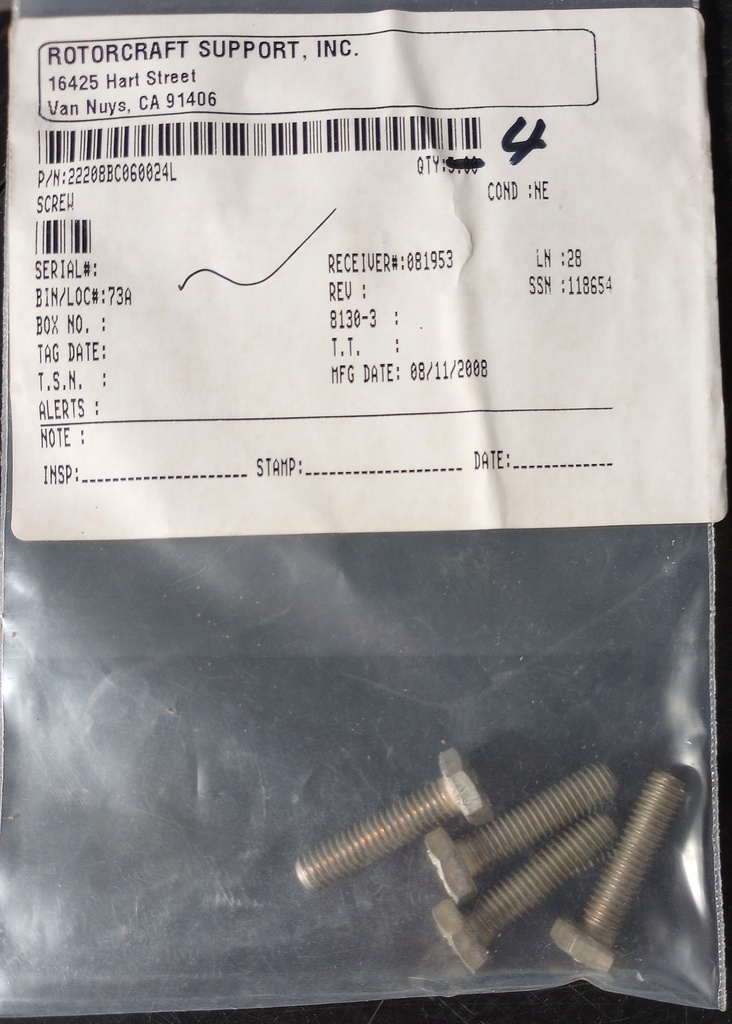 ROTORCRAFT SUPPORT, INC.
16425 Hart Street
Van Nuys, CA 91406
P/N:22208BC060024L QTY:5.00 4
SCREW COND :NE
SERIAL#: RECEIVER#:081953 LN :28
BIN/LOC#:73A REV : SSN :118654
BOX NO. : 8130-3 :
TAG DATE: T.T. :
T.S.N. : MFG DATE: 08/11/2008
ALERTS :
NOTE :
INSP: STAMP: DATE: